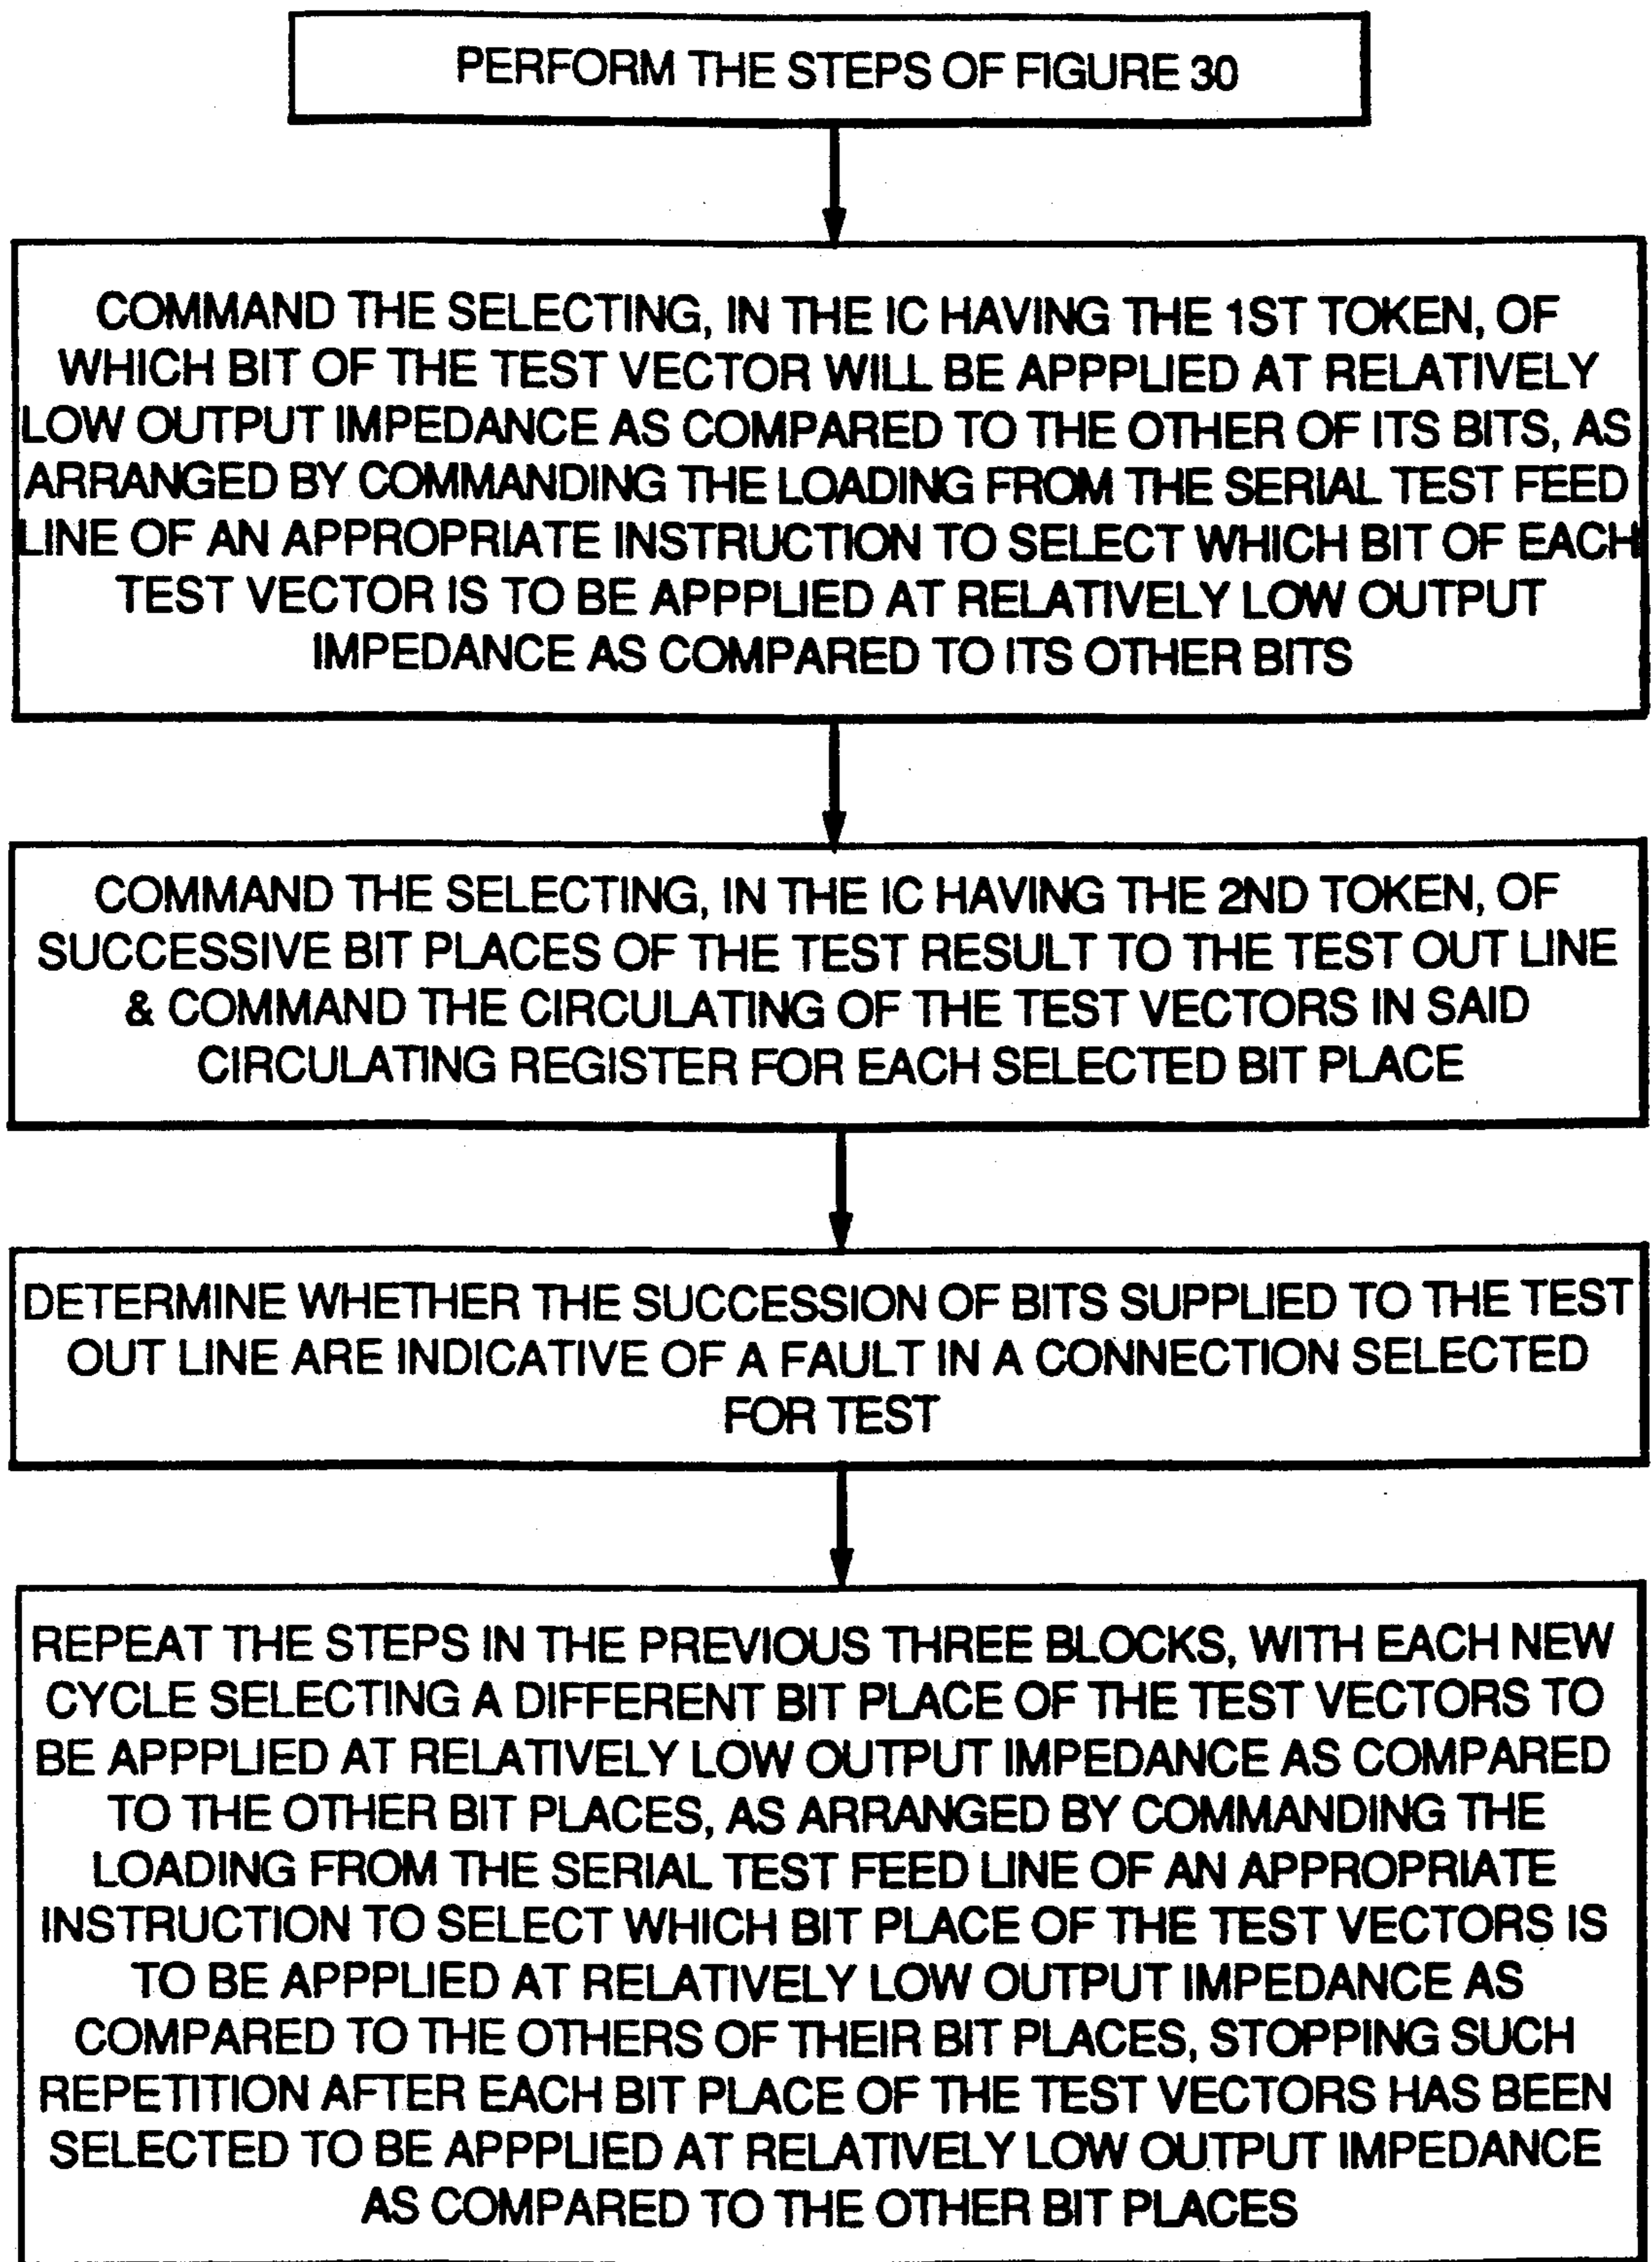 PERFORM THE STEPS OF FIGURE 30
COMMAND THE SELECTING, IN THE IC HAVING THE 1ST TOKEN, OF
WHICH BIT OF THE TEST VECTOR WILL BE APPPLIED AT RELATIVELY
LOW OUTPUT IMPEDANCE AS COMPARED TO THE OTHER OF ITS BITS, AS
ARRANGED BY COMMANDING THE LOADING FROM THE SERIAL TEST FEED
LINE OF AN APPROPRIATE INSTRUCTION TO SELECT WHICH BIT OF EACH
TEST VECTOR IS TO BE APPPLIED AT RELATIVELY LOW OUTPUT
IMPEDANCE AS COMPARED TO ITS OTHER BITS
COMMAND THE SELECTING, IN THE IC HAVING THE 2ND TOKEN, OF
SUCCESSIVE BIT PLACES OF THE TEST RESULT TO THE TEST OUT LINE
& COMMAND THE CIRCULATING OF THE TEST VECTORS IN SAID
CIRCULATING REGISTER FOR EACH SELECTED BIT PLACE
DETERMINE WHETHER THE SUCCESSION OF BITS SUPPLIED TO THE TEST
OUT LINE ARE INDICATIVE OF A FAULT IN A CONNECTION SELECTED
FOR TEST
REPEAT THE STEPS IN THE PREVIOUS THREE BLOCKS, WITH EACH NEW
CYCLE SELECTING A DIFFERENT BIT PLACE OF THE TEST VECTORS TO
BE APPPLIED AT RELATIVELY LOW OUTPUT IMPEDANCE AS COMPARED
TO THE OTHER BIT PLACES, AS ARRANGED BY COMMANDING THE
LOADING FROM THE SERIAL TEST FEED LINE OF AN APPROPRIATE
INSTRUCTION TO SELECT WHICH BIT PLACE OF THE TEST VECTORS IS
TO BE APPPLIED AT RELATIVELY LOW OUTPUT IMPEDANCE AS
COMPARED TO THE OTHERS OF THEIR BIT PLACES, STOPPING SUCH
REPETITION AFTER EACH BIT PLACE OF THE TEST VECTORS HAS BEEN
SELECTED TO BE APPPLIED AT RELATIVELY LOW OUTPUT IMPEDANCE
AS COMPARED TO THE OTHER BIT PLACES